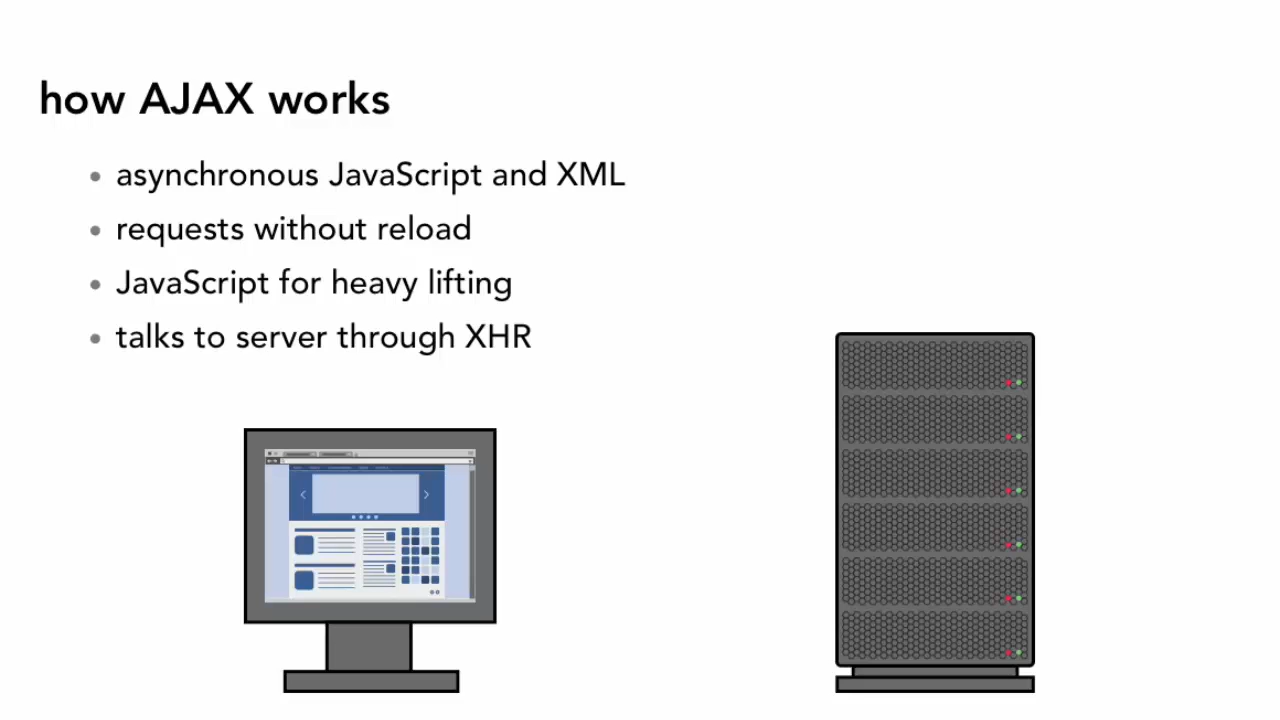 how AJAX works
• asynchronous JavaScript and XML
• requests without reload
• JavaScript for heavy lifting
• talks to server through XHR